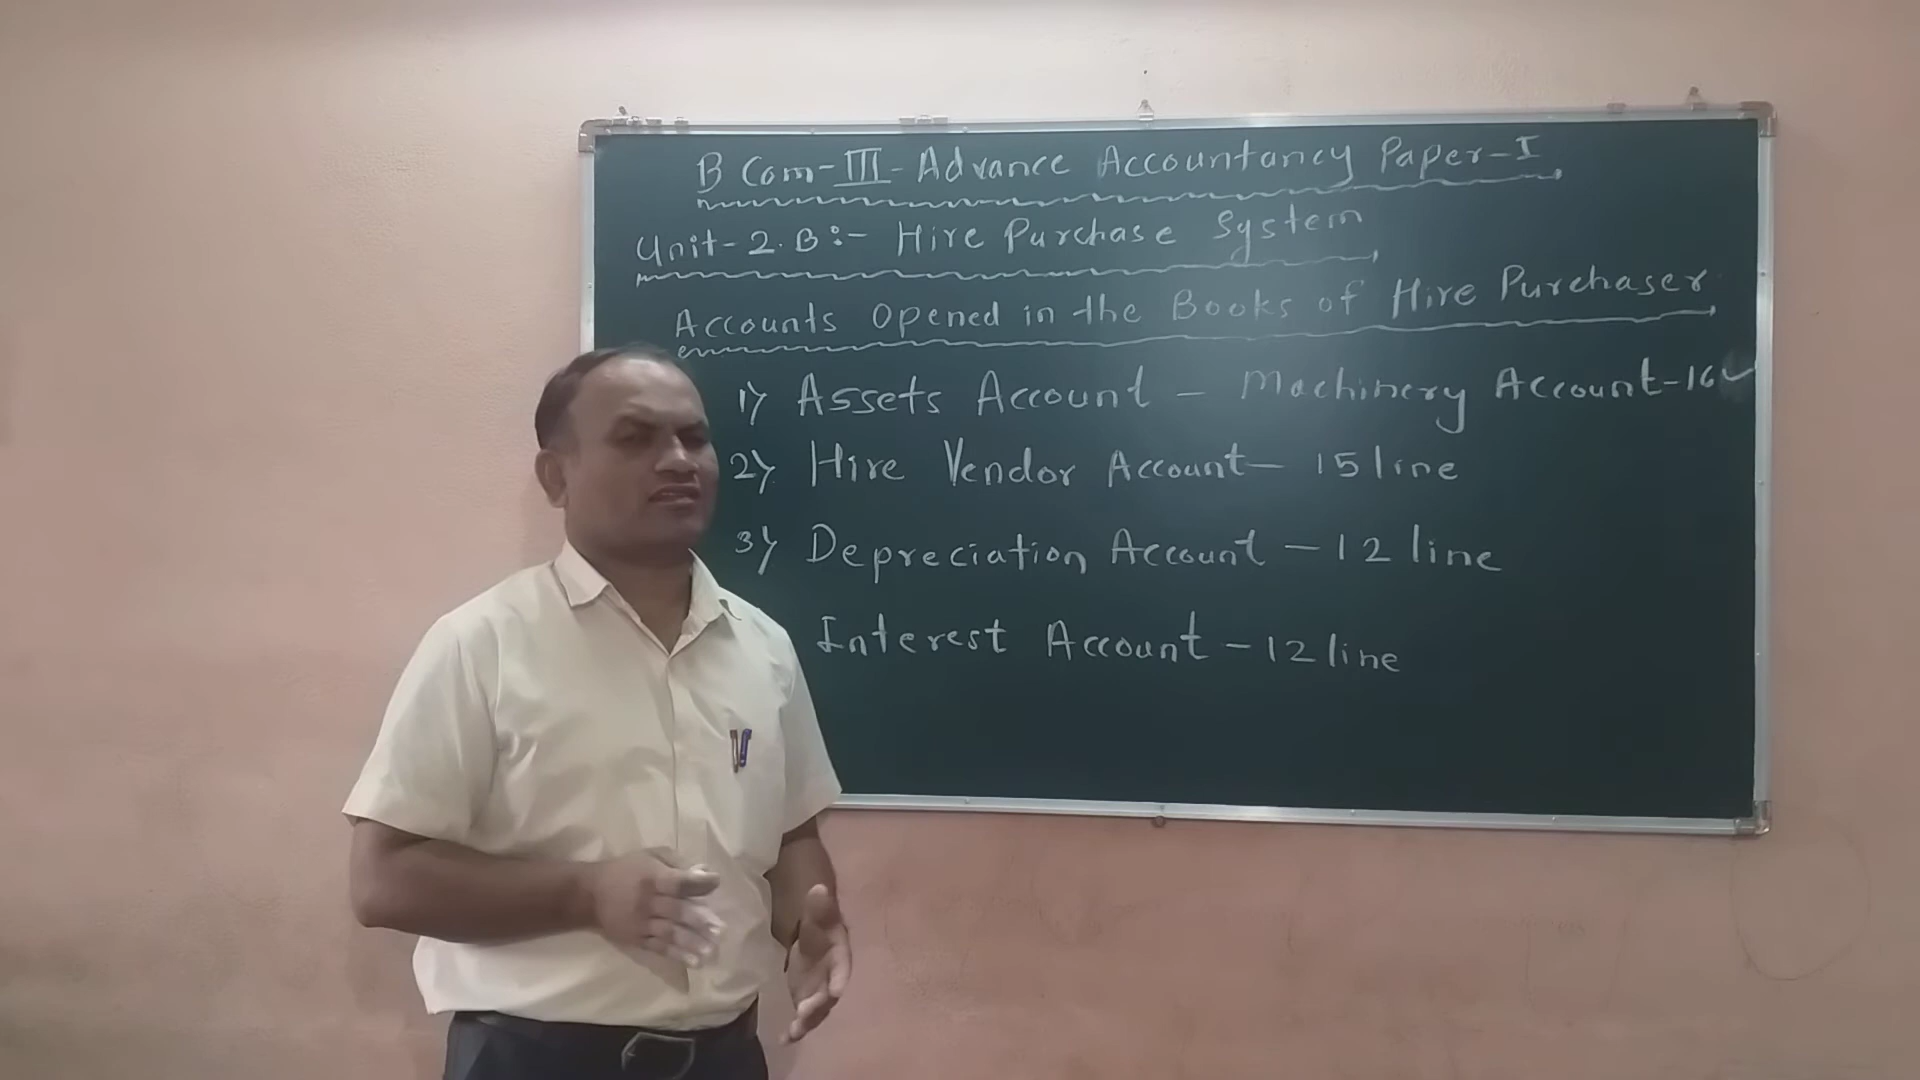 B Com-III-Advance Accountancy Paper-I
Unit-2.B:- Hire Purchase System
Accounts Opened in the Books of Hire Purchaser
1) Assets Account - Machinery Account-16
2) Hire Vendor Account- 15 line
3) Depreciation Account - 12 line
Interest Account - 12 line